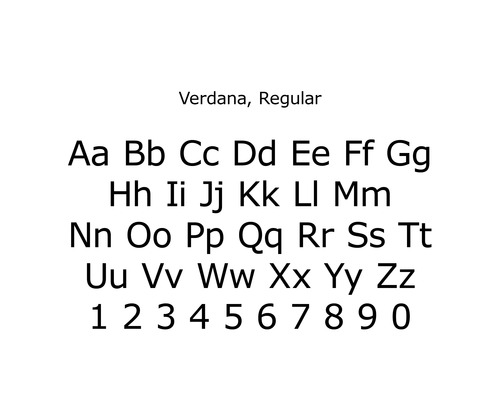 Verdana, Regular
Aa Bb Cc Dd Ee Ff Gg
Hh Ii Jj Kk Ll Mm
Nn Oo Pp Qq Rr Ss Tt
Uu Vv Ww Xx Yy Zz
1 2 3 4 5 6 7 8 9 0